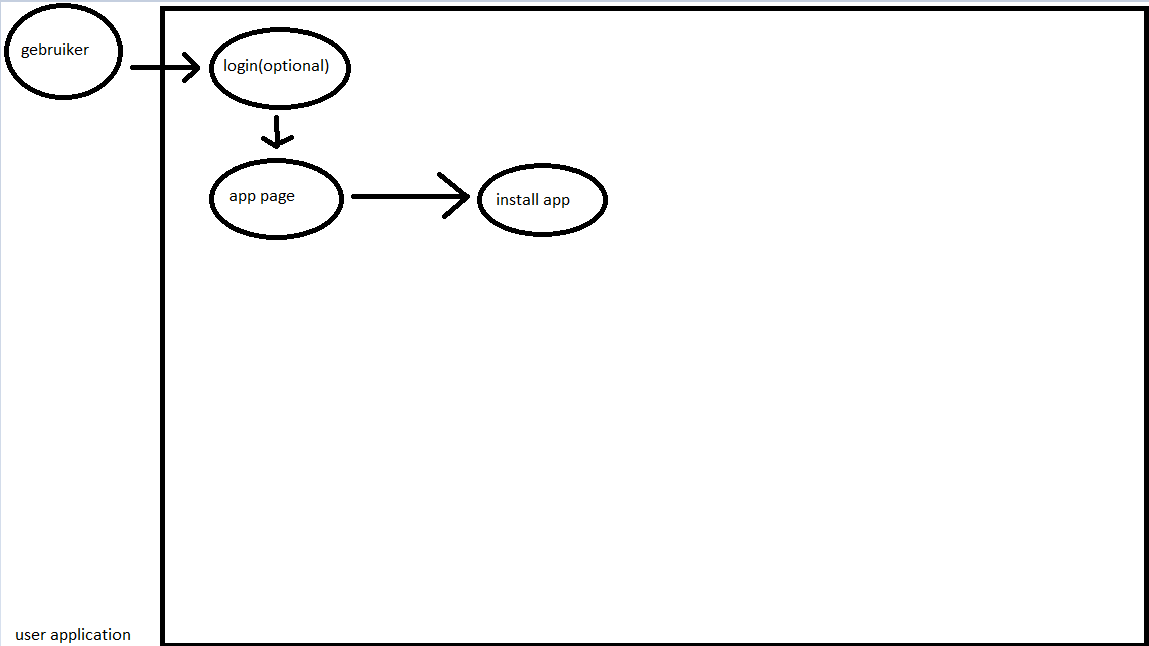 gebruiker
login(optional)
app page
install app
user application